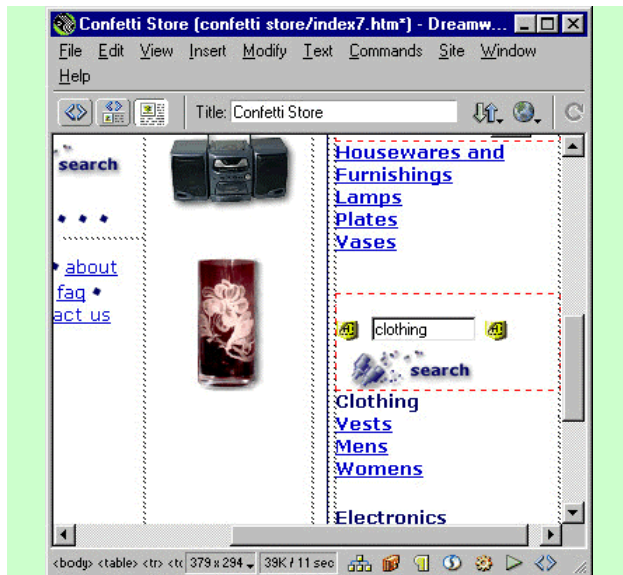 Confetti Store (confetti store/index7.htm*) - Dreamw...
File Edit View Insert Modify Text Commands Site Window
Help
Title: Confetti Store
search
about
faq
act us
Housewares and
Furnishings
Lamps
Plates
Vases
clothing
search
Clothing
Vests
Mens
Womens
Electronics
<body> <table> <tr> <t 379 x 294 39K / 11 sec